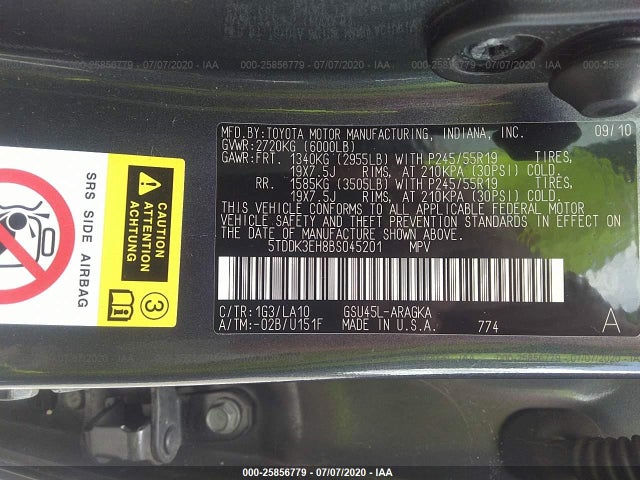 000-25856779 - 07/07/2020 - IAA
MFD.BY:TOYOTA MOTOR MANUFACTURING, INDIANA, INC. 09/10
GVWR:2720KG (6000LB)
GAWR:FRT. 1340KG (2955LB) WITH P245/55R19 TIRES,
19X7.5J RIMS, AT 210KPA (30PSI) COLD.
RR. 1585KG (3505LB) WITH P245/55R19 TIRES,
19X7.5J RIMS, AT 210KPA (30PSI) COLD.
THIS VEHICLE CONFORMS TO ALL APPLICABLE FEDERAL MOTOR
VEHICLE SAFETY AND THEFT PREVENTION STANDARDS IN EFFECT
ON THE DATE OF MANUFACTURE SHOWN ABOVE.
5TDDK3EH8BS045201 MPV
C/TR:1G3/LA10 GSU45L-ARAGKA
A/TM:-02B/U151F MADE IN U.S.A. 774 A
SRS SIDE AIRBAG
CAUTION
ATTENTION
3
000-25856779 - 07/07/2020 - IAA